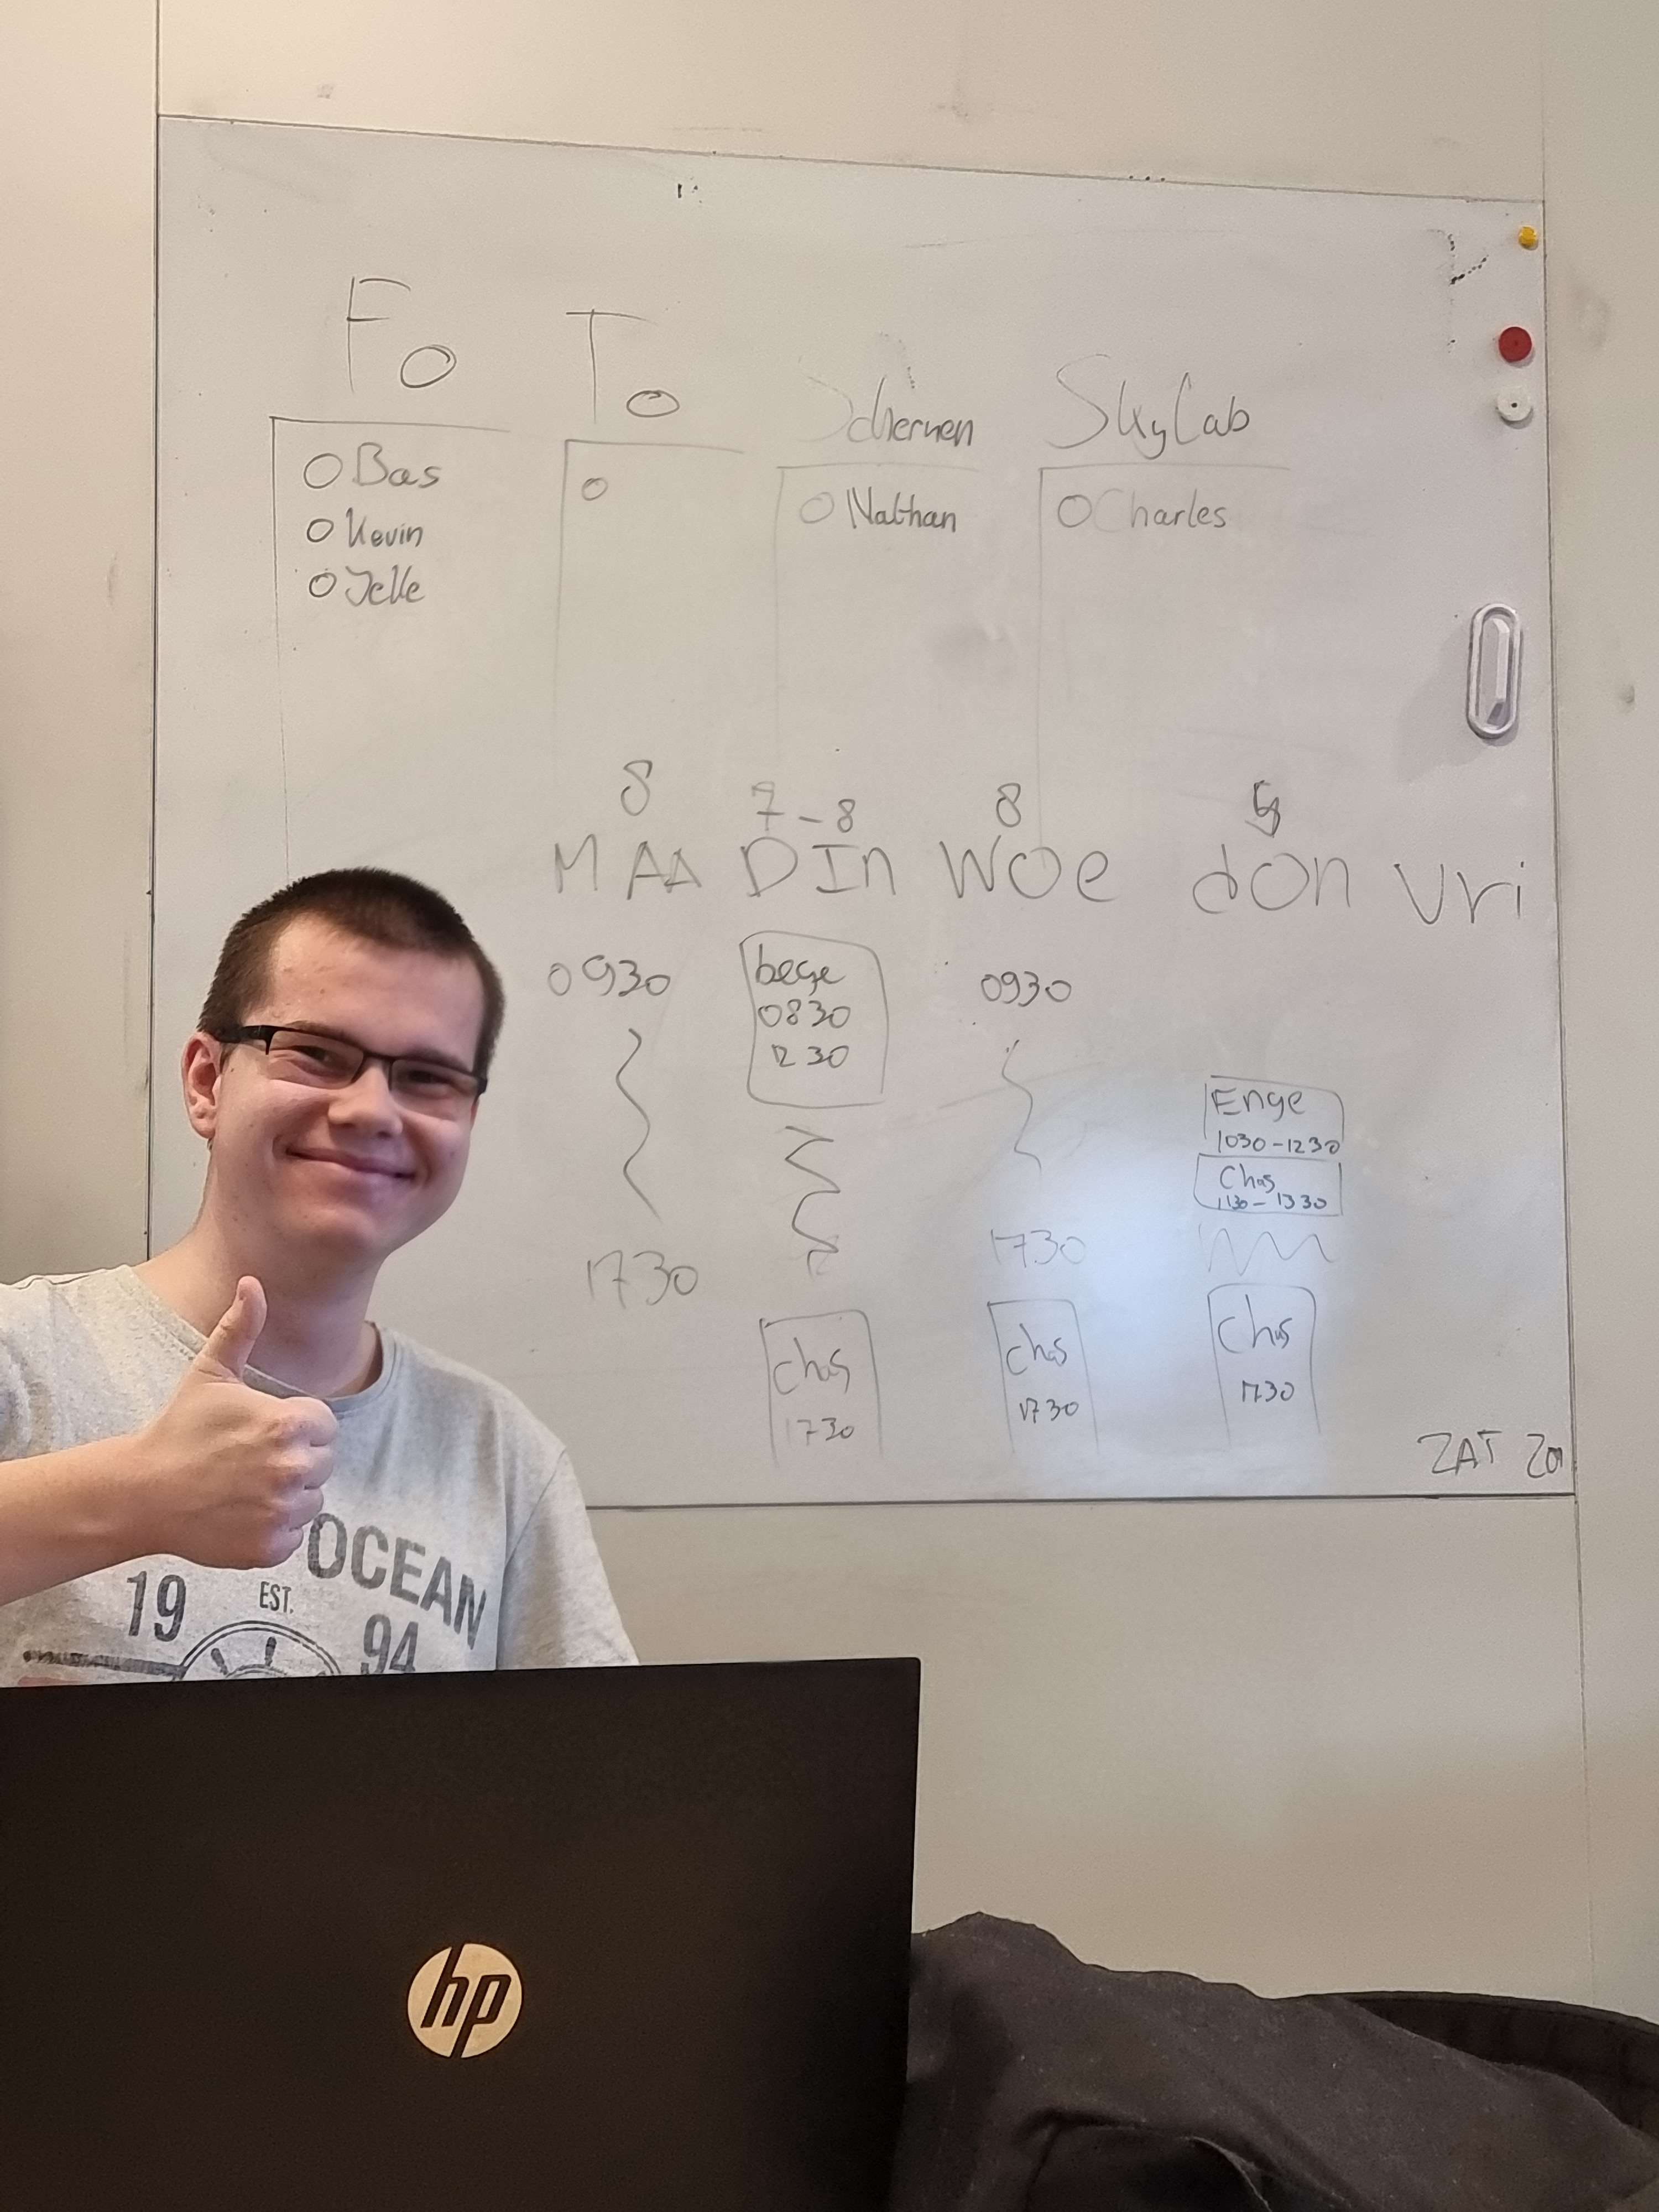 Fo To Schermen SkyLab
O Bas
O Kevin
O Jelle
O
O Nathan
O Charles
8 7-8 8
MAA DIn WOe dOn Vri
0930
1730
bege
0830
1230
chas
1730
0930
1730
chas
1730
Enge
1030-1230
Chas
1130-1330
Chas
1730
ZAT Zon
OCEAN
19 EST. 94
hp